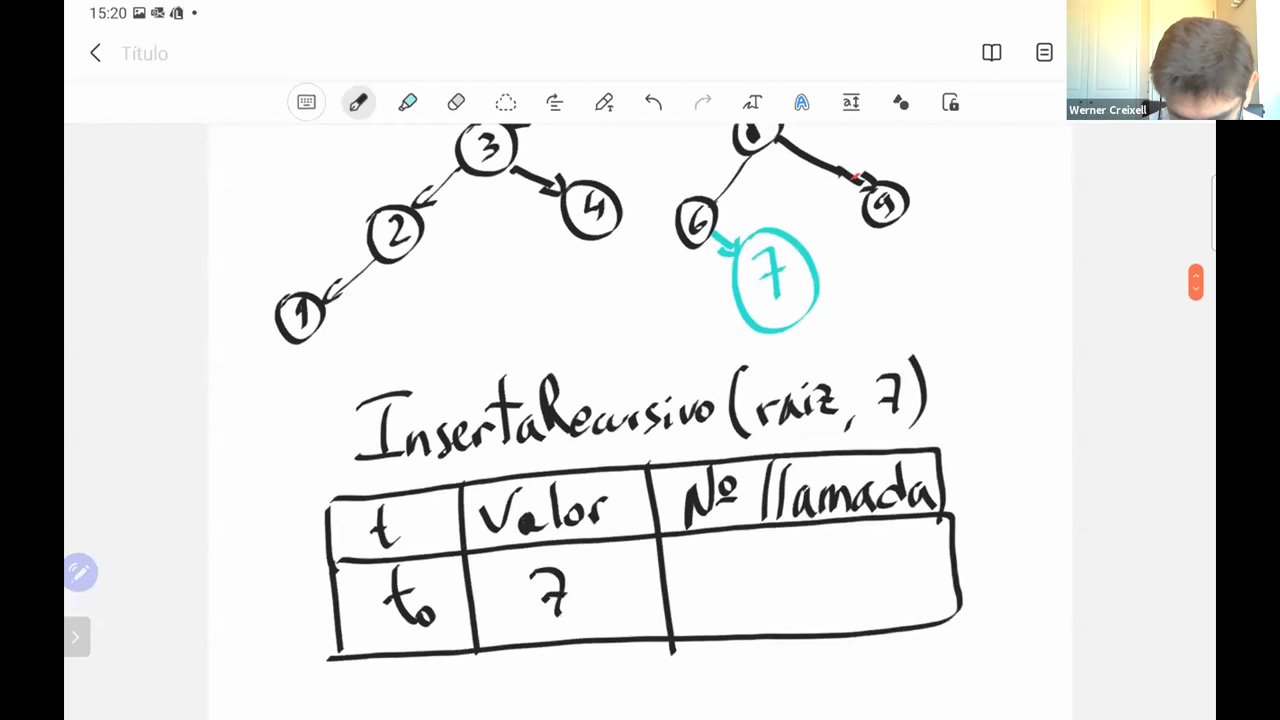 15:20
Título
Werner Creixell
3
2
4
6
9
7
1
InsertaRecursivo (raiz, 7)
t Valor Nº llamada
t₀ 7